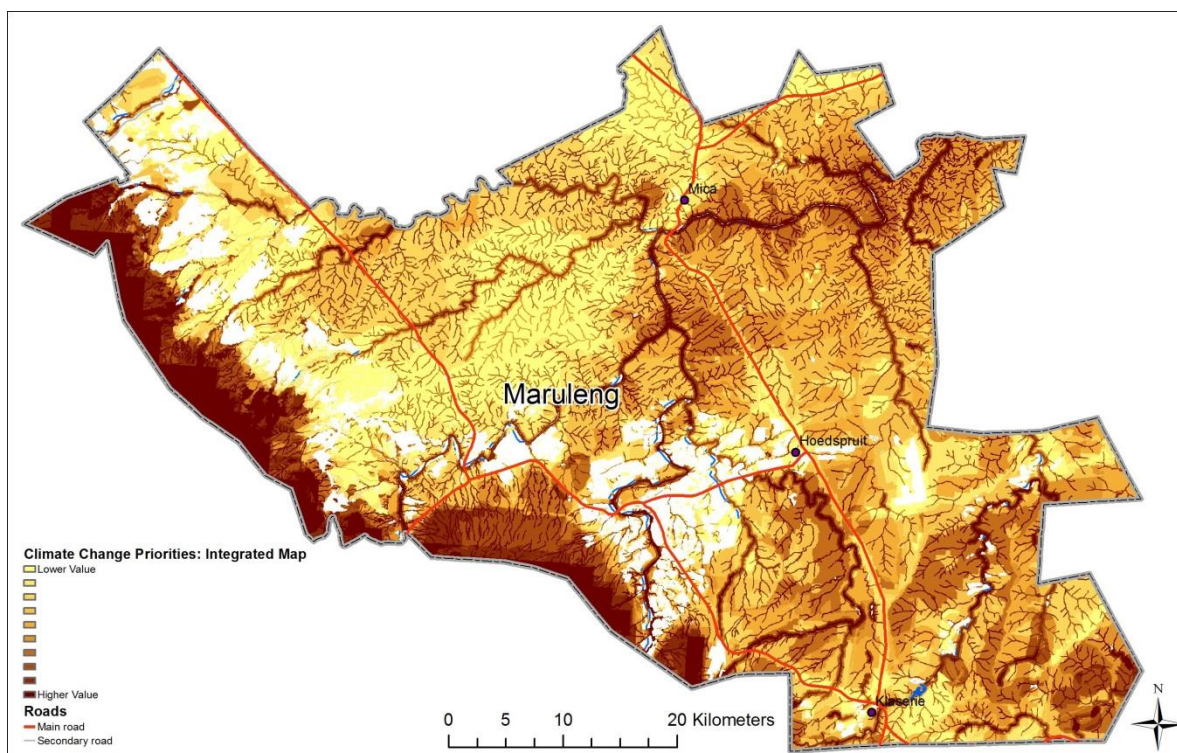 Mica
Maruleng
Hoedspruit
Klaserie
Climate Change Priorities: Integrated Map
Lower Value
Higher Value
Roads
Main road
Secondary road
0 5 10 20 Kilometers
N